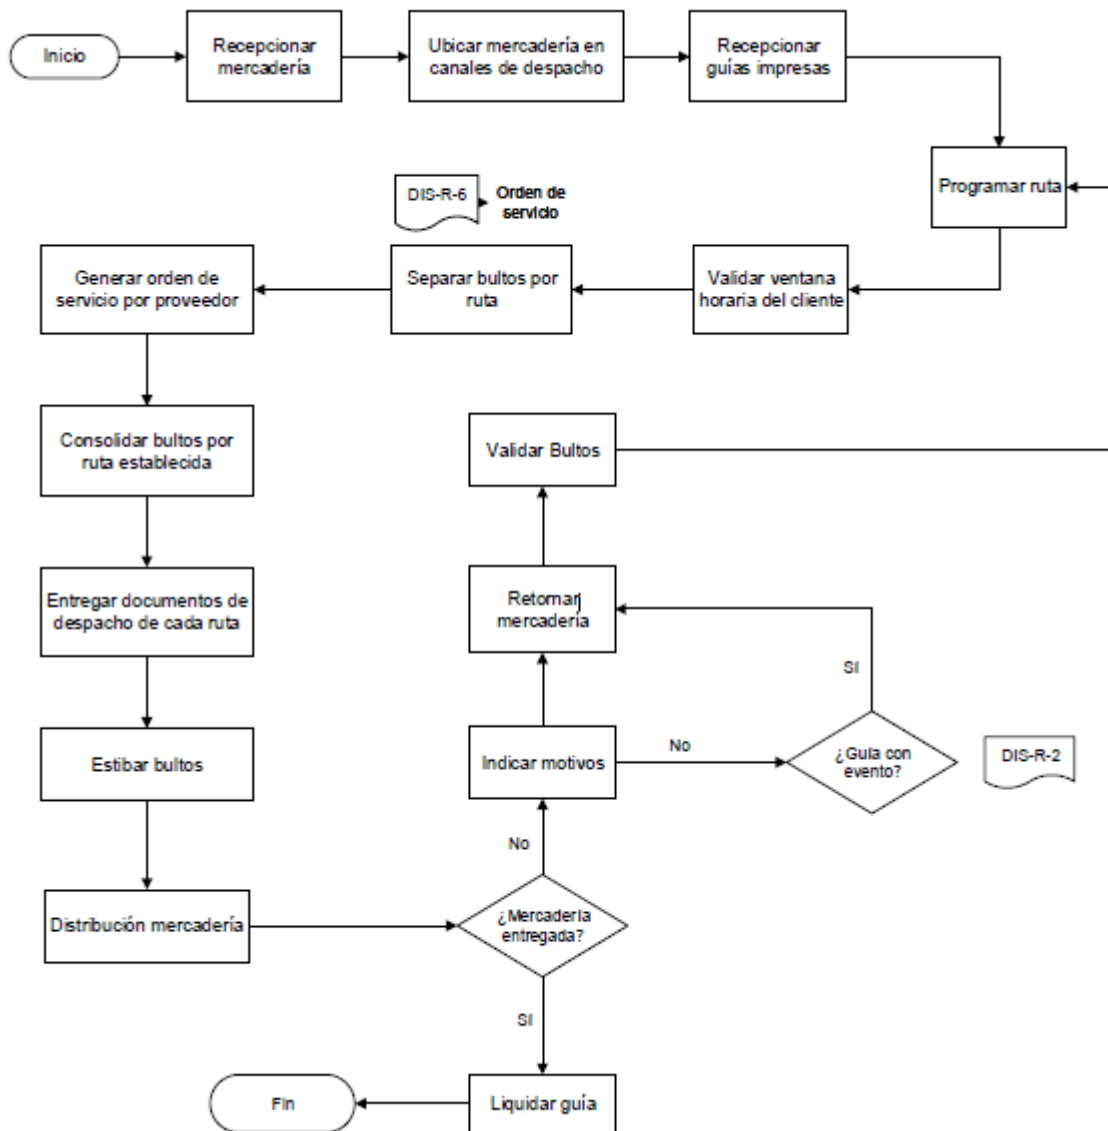 Inicio
Recepcionar
mercadería
Ubicar mercadería en
canales de despacho
Recepcionar
guías impresas
Programar ruta
DIS-R-6
Orden de
servicio
Generar orden de
servicio por proveedor
Separar bultos por
ruta
Validar ventana
horaria del cliente
Consolidar bultos por
ruta establecida
Validar Bultos
Entregar documentos de
despacho de cada ruta
Retornar
mercadería
Sí
Estibar bultos
Indicar motivos
No
¿Guía con
evento?
DIS-R-2
No
Distribución mercadería
¿Mercadería
entregada?
Sí
Fin
Liquidar guía